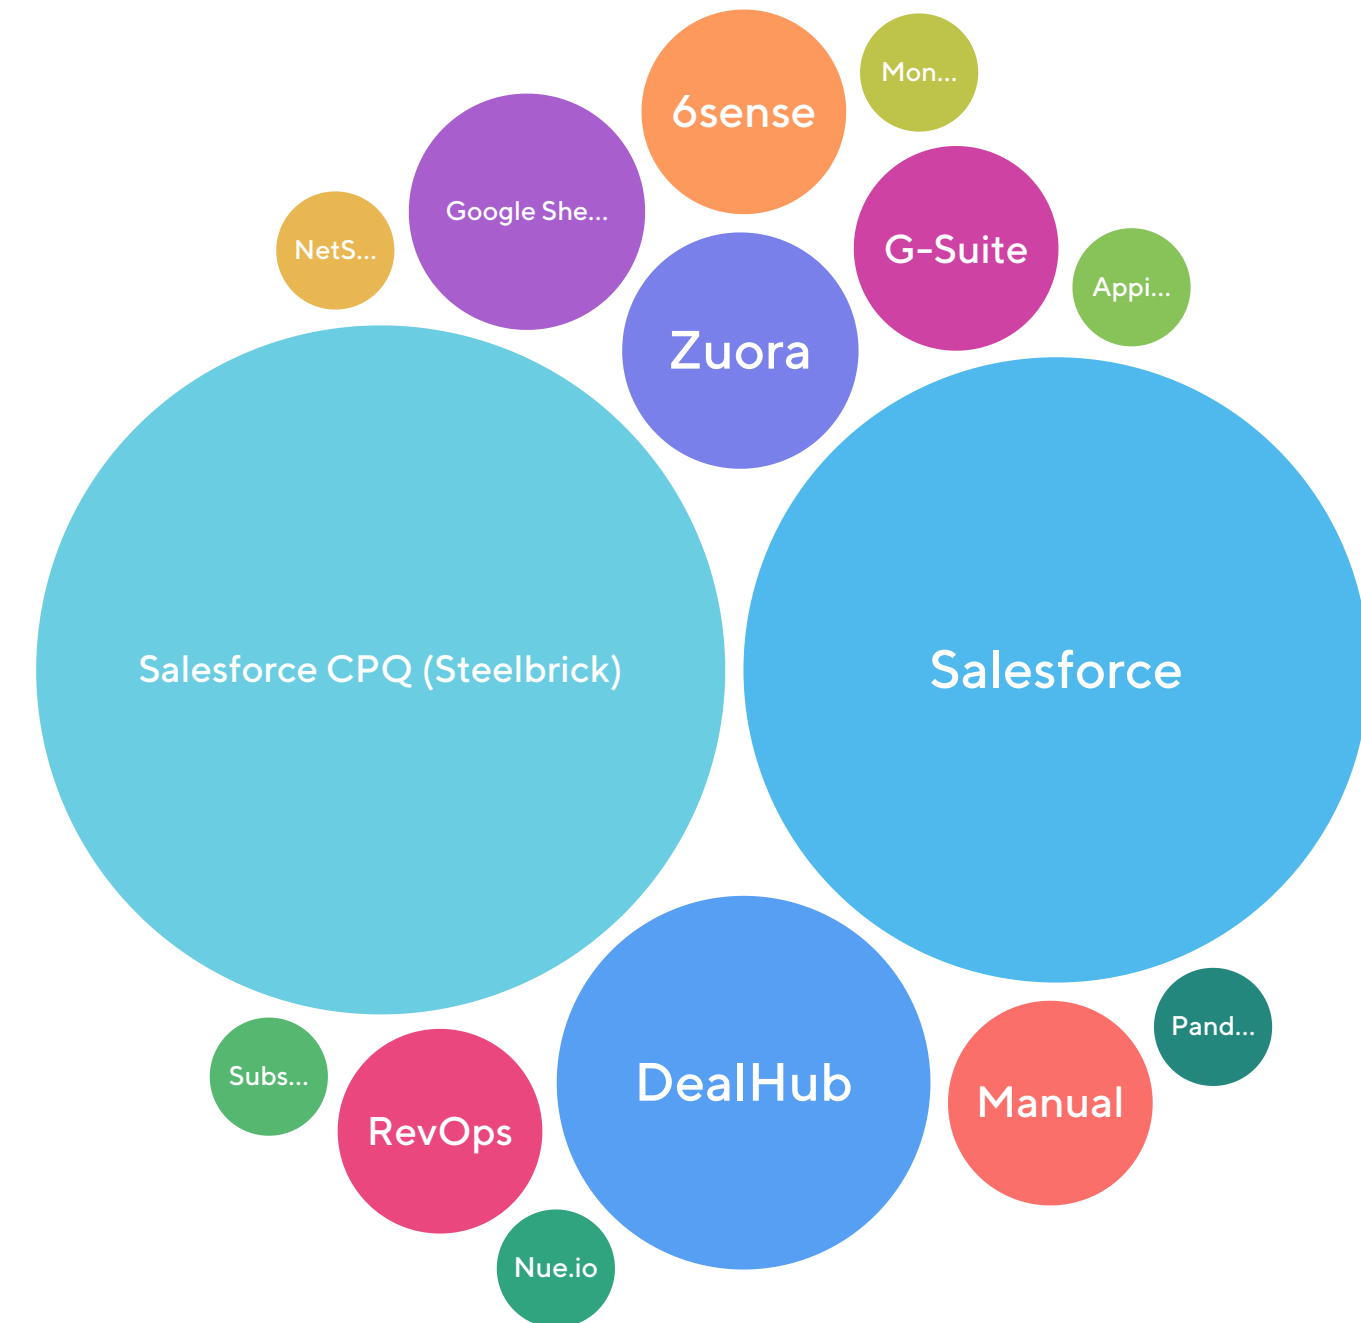 Mon...
6sense
Google She...
NetS...
G-Suite
Appi...
Zuora
Salesforce CPQ (Steelbrick)
Salesforce
Pand...
Subs...
DealHub
Manual
RevOps
Nue.io